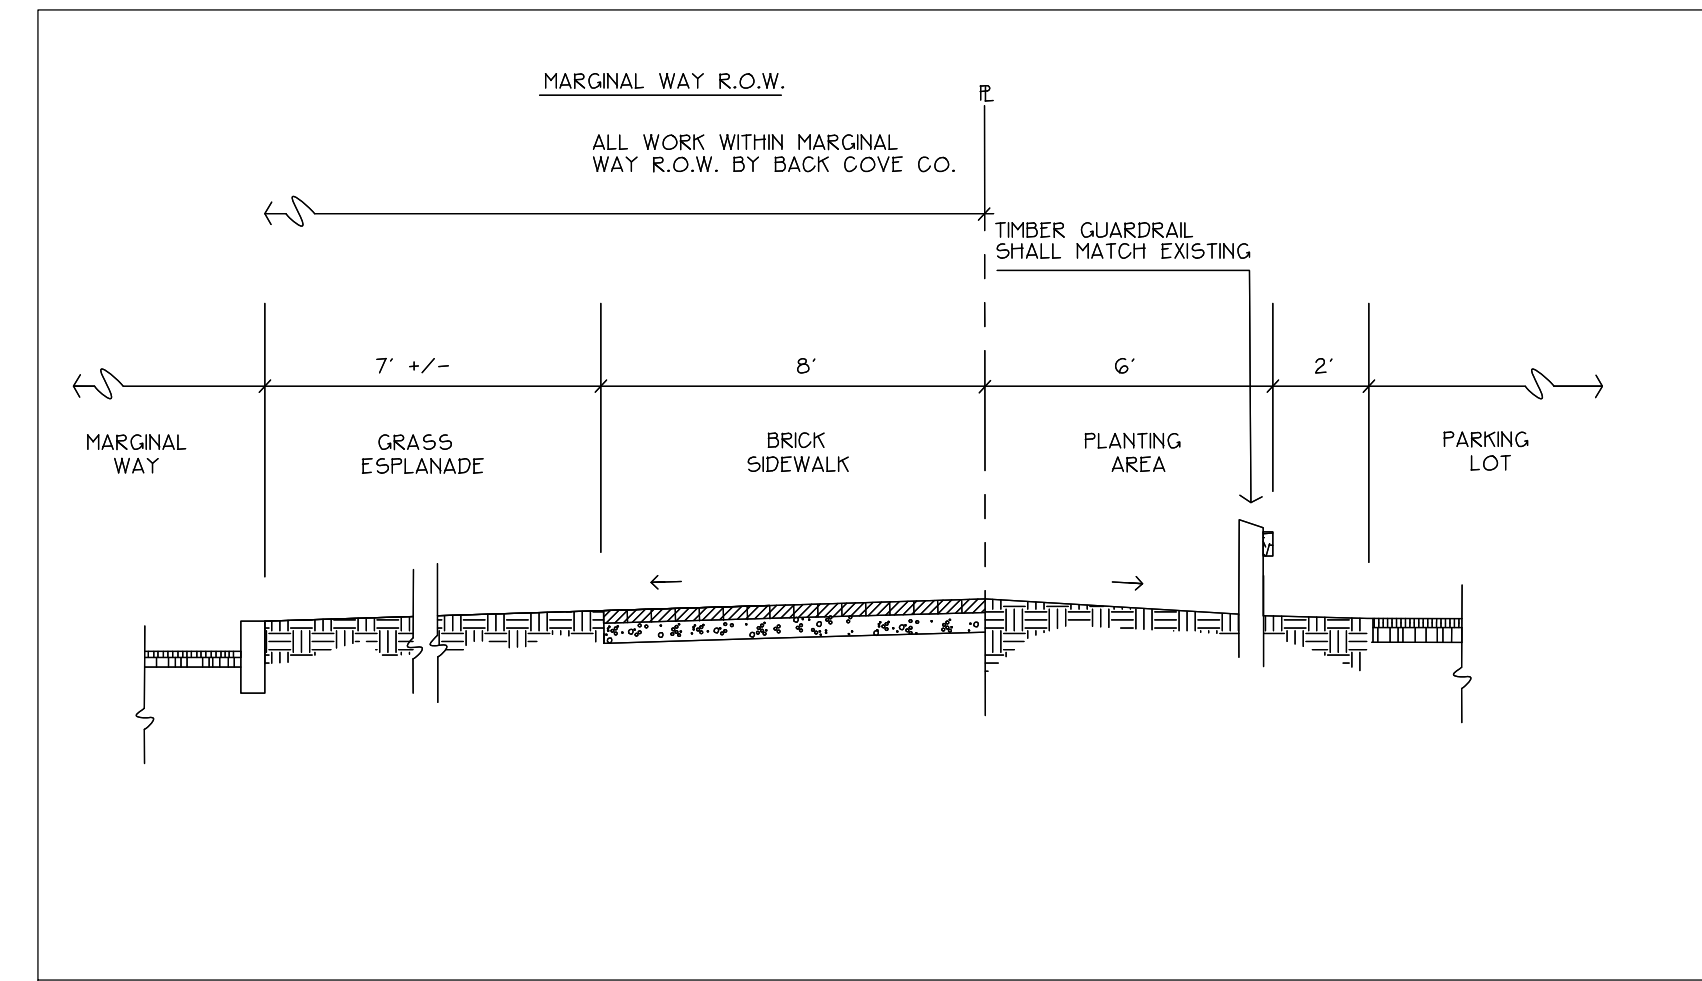 MARGINAL WAY R.O.W.
PL
ALL WORK WITHIN MARGINAL
WAY R.O.W. BY BACK COVE CO.
TIMBER GUARDRAIL
SHALL MATCH EXISTING
7' +/-
8'
6'
2'
MARGINAL
WAY
GRASS
ESPLANADE
BRICK
SIDEWALK
PLANTING
AREA
PARKING
LOT